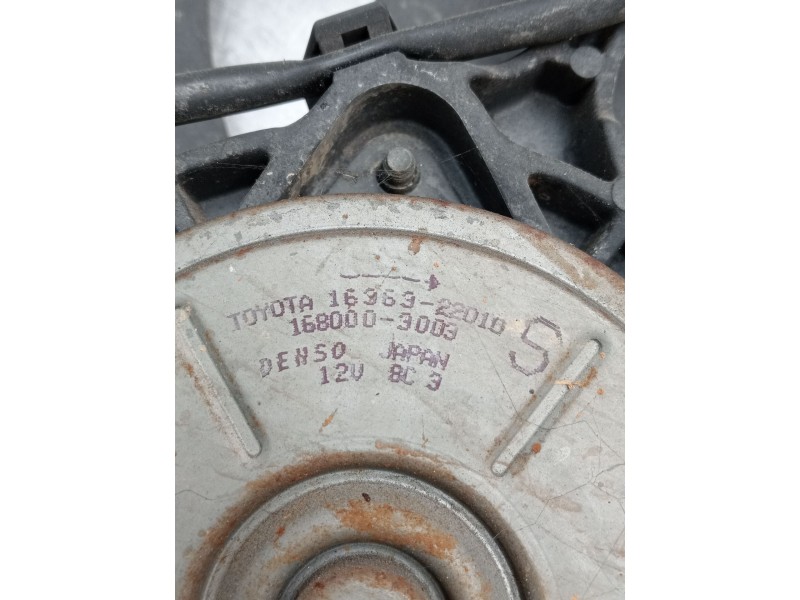 TOYOTA 16363-22010
168000-3003
S
DENSO JAPAN
12V 8C 3